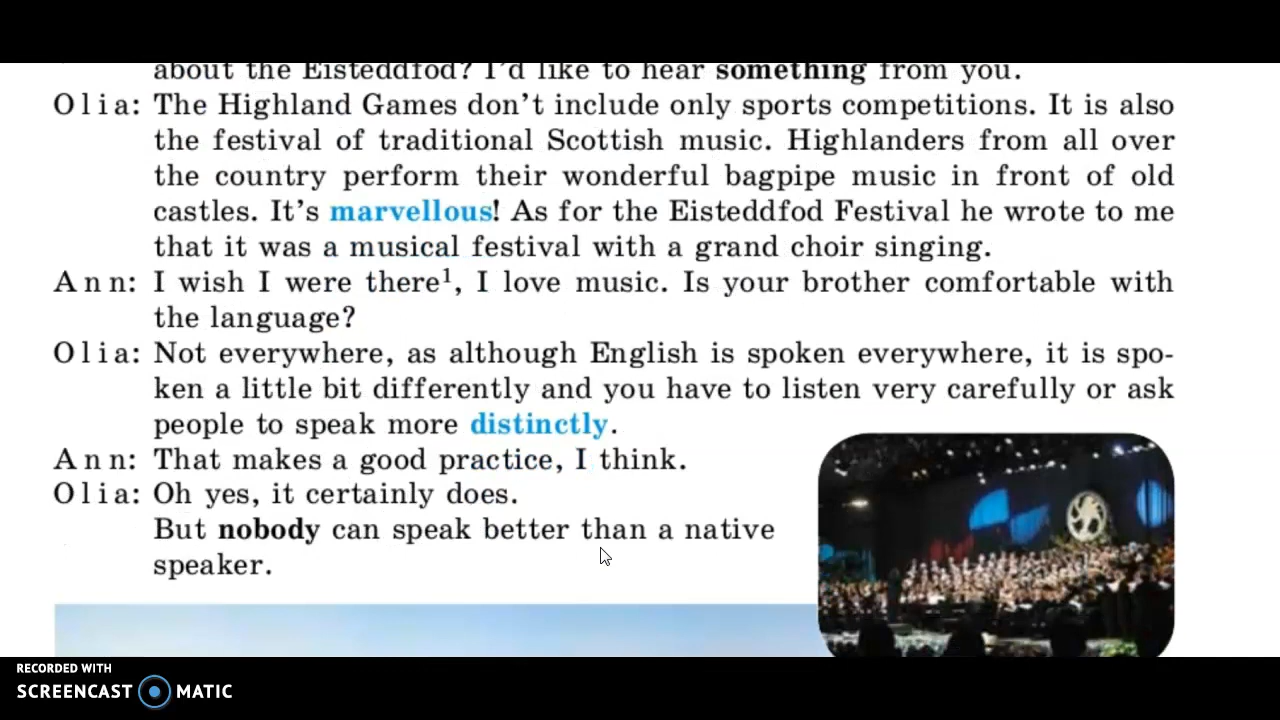 about the Eisteddfod? I'd like to hear something from you.
Olia: The Highland Games don't include only sports competitions. It is also
the festival of traditional Scottish music. Highlanders from all over
the country perform their wonderful bagpipe music in front of old
castles. It's marvellous! As for the Eisteddfod Festival he wrote to me
that it was a musical festival with a grand choir singing.
Ann: I wish I were there¹, I love music. Is your brother comfortable with
the language?
Olia: Not everywhere, as although English is spoken everywhere, it is spo-
ken a little bit differently and you have to listen very carefully or ask
people to speak more distinctly.
Ann: That makes a good practice, I think.
Olia: Oh yes, it certainly does.
But nobody can speak better than a native
speaker.
RECORDED WITH
SCREENCAST MATIC